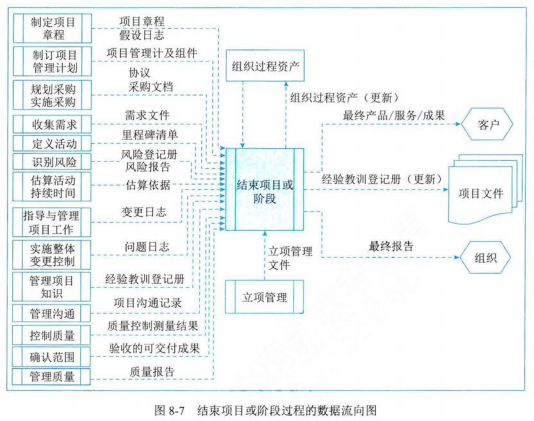 制定项目
章程
项目章程
假设日志
制订项目
管理计划
项目管理计及组件
规划采购
实施采购
协议
采购文档
收集需求
需求文件
定义活动
里程碑清单
识别风险
风险登记册
风险报告
估算活动
持续时间
估算依据
指导与管理
项目工作
变更日志
实施整体
变更控制
问题日志
管理项目
知识
经验教训登记册
管理沟通
项目沟通记录
控制质量
质量控制测量结果
确认范围
验收的可交付成果
管理质量
质量报告
组织过程资产
组织过程资产（更新）
结束项目或
阶段
立项管理
文件
立项管理
最终产品/服务/成果
客户
经验教训登记册（更新）
项目文件
最终报告
组织
图 8-7 结束项目或阶段过程的数据流向图